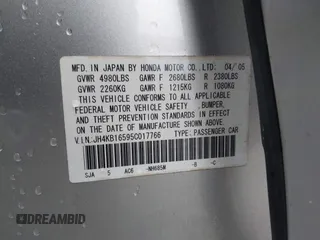 MFD. IN JAPAN BY HONDA MOTOR CO., LTD. 04/05
GVWR 4980LBS GAWR F 2680LBS R 2380LBS
GVWR 2260KG GAWR F 1215KG R 1080KG
THIS VEHICLE CONFORMS TO ALL APPLICABLE
FEDERAL MOTOR VEHICLE SAFETY, BUMPER,
AND THEFT PREVENTION STANDARDS IN EFFECT ON
THE DATE OF MANUFACTURE SHOWN ABOVE.
V.I.N. JH4KB16595C017766 TYPE: PASSENGER CAR
SJA 5 AC6 -NH665M -B -C
DREAMBID